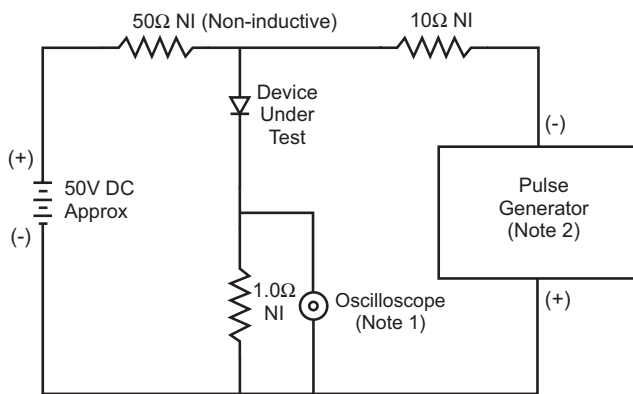 50Ω NI (Non-inductive)
10Ω NI
Device
Under
Test
(+)
50V DC
Approx
(-)
(-)
Pulse
Generator
(Note 2)
(+)
1.0Ω
NI
Oscilloscope
(Note 1)